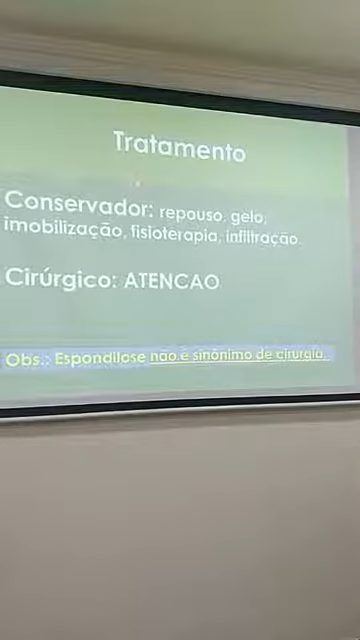 Tratamento
Conservador: repouso, gelo,
imobilização, fisioterapia, infiltração.
Cirúrgico: ATENCAO
Obs.: Espondilose não é sinônimo de cirurgia.